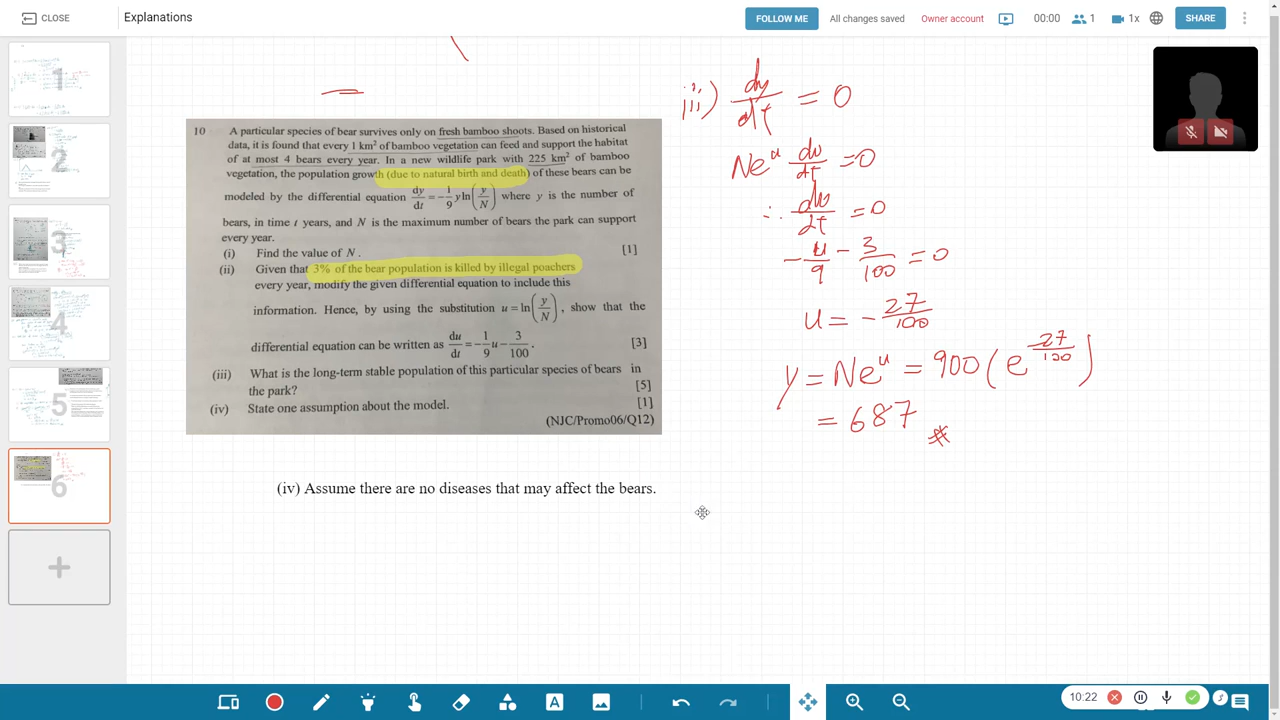 CLOSE
Explanations
FOLLOW ME
All changes saved
Owner account
00:00
1
1x
SHARE
1
2
3
4
5
6
10 A particular species of bear survives only on fresh bamboo shoots. Based on historical
data, it is found that every 1 km² of bamboo vegetation can feed and support the habitat
of at most 4 bears every year. In a new wildlife park with 225 km² of bamboo
vegetation, the population growth (due to natural birth and death) of these bears can be
modeled by the differential equation dy/dt = -1/9 y ln(y/N) where y is the number of
bears, in time t years, and N is the maximum number of bears the park can support
every year.
(i) Find the value of N. [1]
(ii) Given that 3% of the bear population is killed by illegal poachers
every year, modify the given differential equation to include this
information. Hence, by using the substitution u = ln(y/N), show that the
differential equation can be written as du/dt = -1/9 u - 3/100. [3]
(iii) What is the long-term stable population of this particular species of bears in
the park? [5]
(iv) State one assumption about the model. [1]
(NJC/Promo06/Q12)
(iv) Assume there are no diseases that may affect the bears.
iii) dy/dt = 0
Ne^u du/dt = 0
∴ du/dt = 0
-u/9 - 3/100 = 0
u = -27/100
y = Ne^u = 900(e^-27/100)
= 687 #
10:22